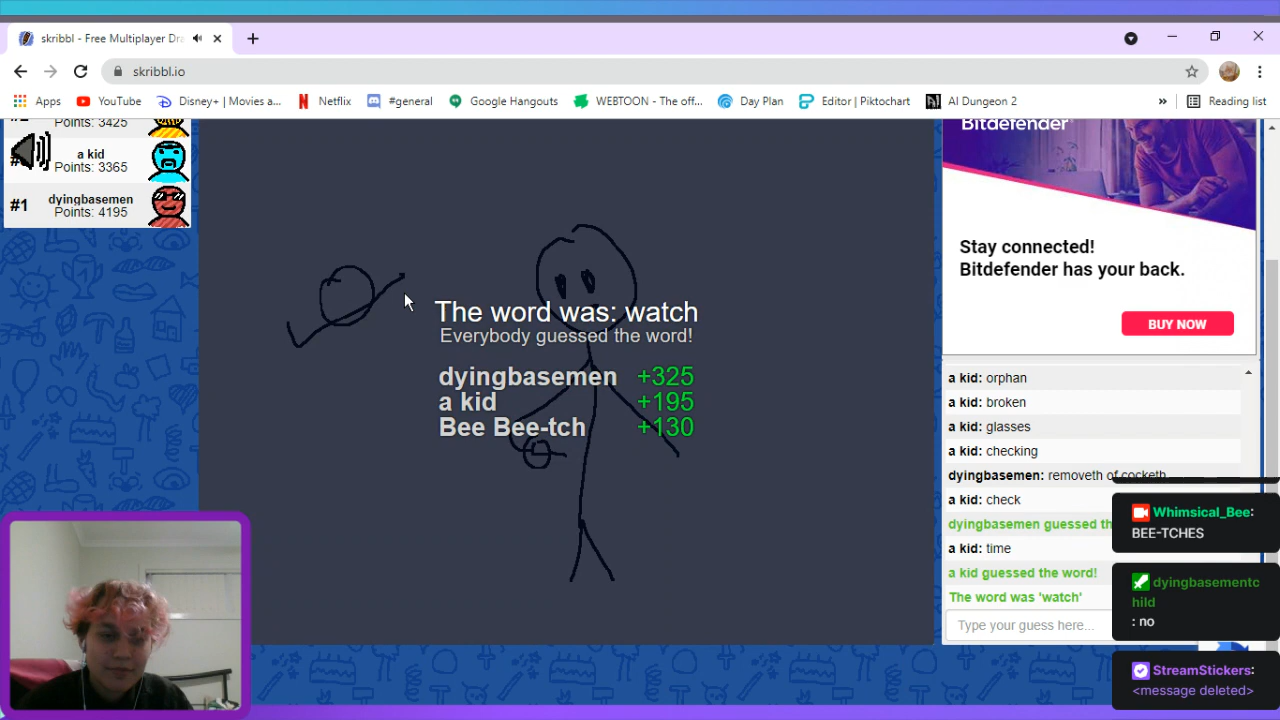 skribbl - Free Multiplayer Dra
skribbl.io
Apps YouTube Disney+ | Movies a... Netflix #general Google Hangouts WEBTOON - The off... Day Plan Editor | Piktochart AI Dungeon 2 » Reading list
Points: 3425
a kid
Points: 3365
#1 dyingbasemen
Points: 4195
The word was: watch
Everybody guessed the word!
dyingbasemen +325
a kid +195
Bee Bee-tch +130
Bitdefender
Stay connected!
Bitdefender has your back.
BUY NOW
a kid: orphan
a kid: broken
a kid: glasses
a kid: checking
dyingbasemen: removeth of cocketh
a kid: check
dyingbasemen guessed th
a kid: time
a kid guessed the word!
The word was 'watch'
Type your guess here...
Whimsical_Bee:
BEE-TCHES
dyingbasementc
hild
: no
StreamStickers:
<message deleted>